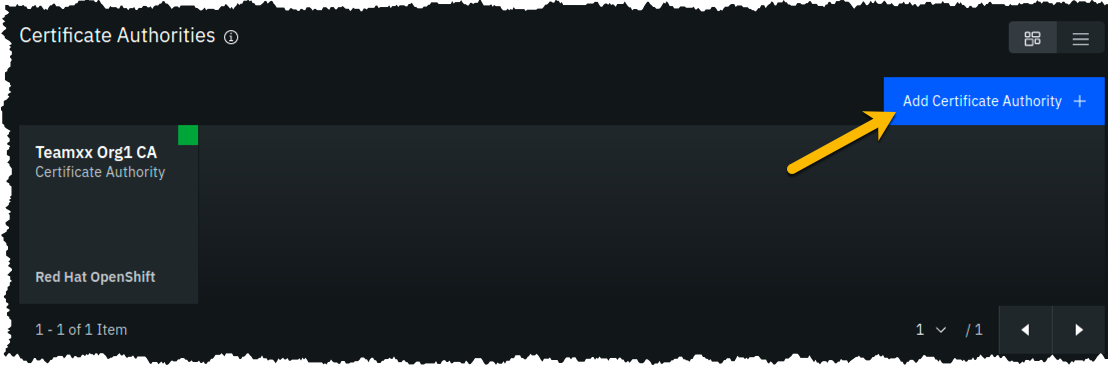 Certificate Authorities
Add Certificate Authority
Teamxx Org1 CA
Certificate Authority
Red Hat OpenShift
1 - 1 of 1 Item
1 / 1